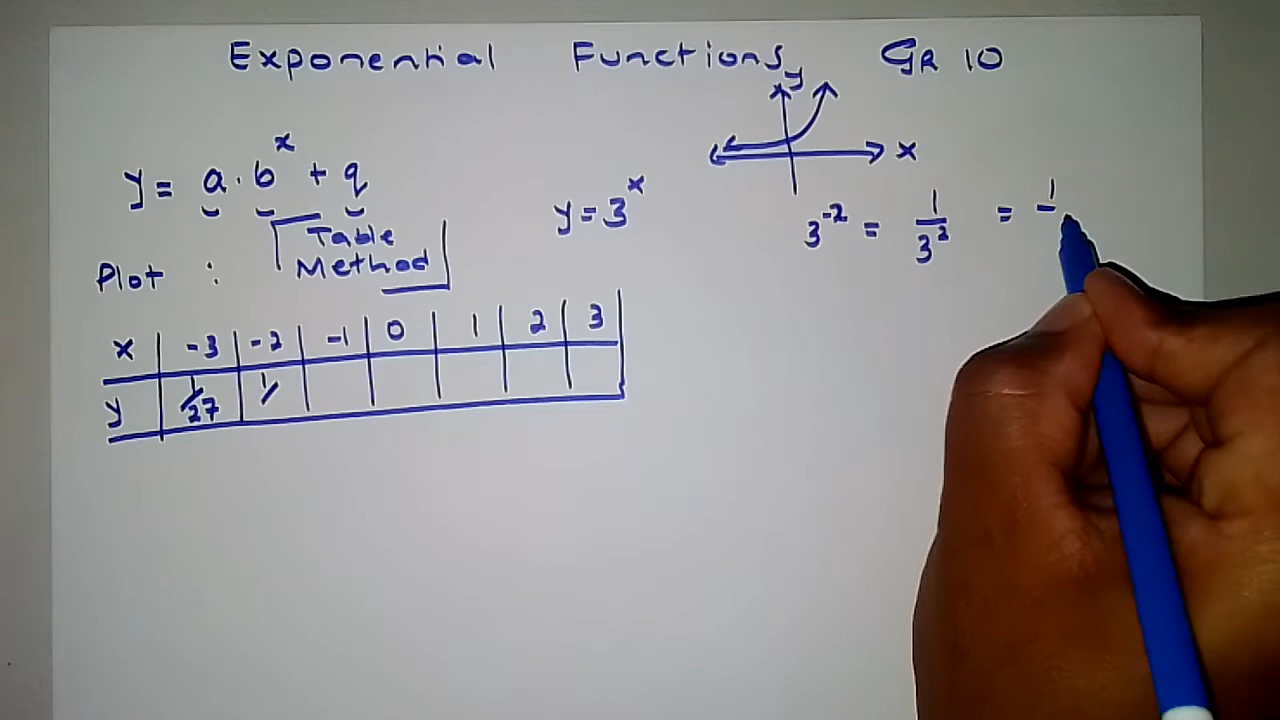 Exponential Functions GR 10
y
x
y = a · b^x + q
y = 3^x
3^-2 = 1/3^2 = 1
Table
Method
Plot :
x -3 -2 -1 0 1 2 3
y 1/27 1/